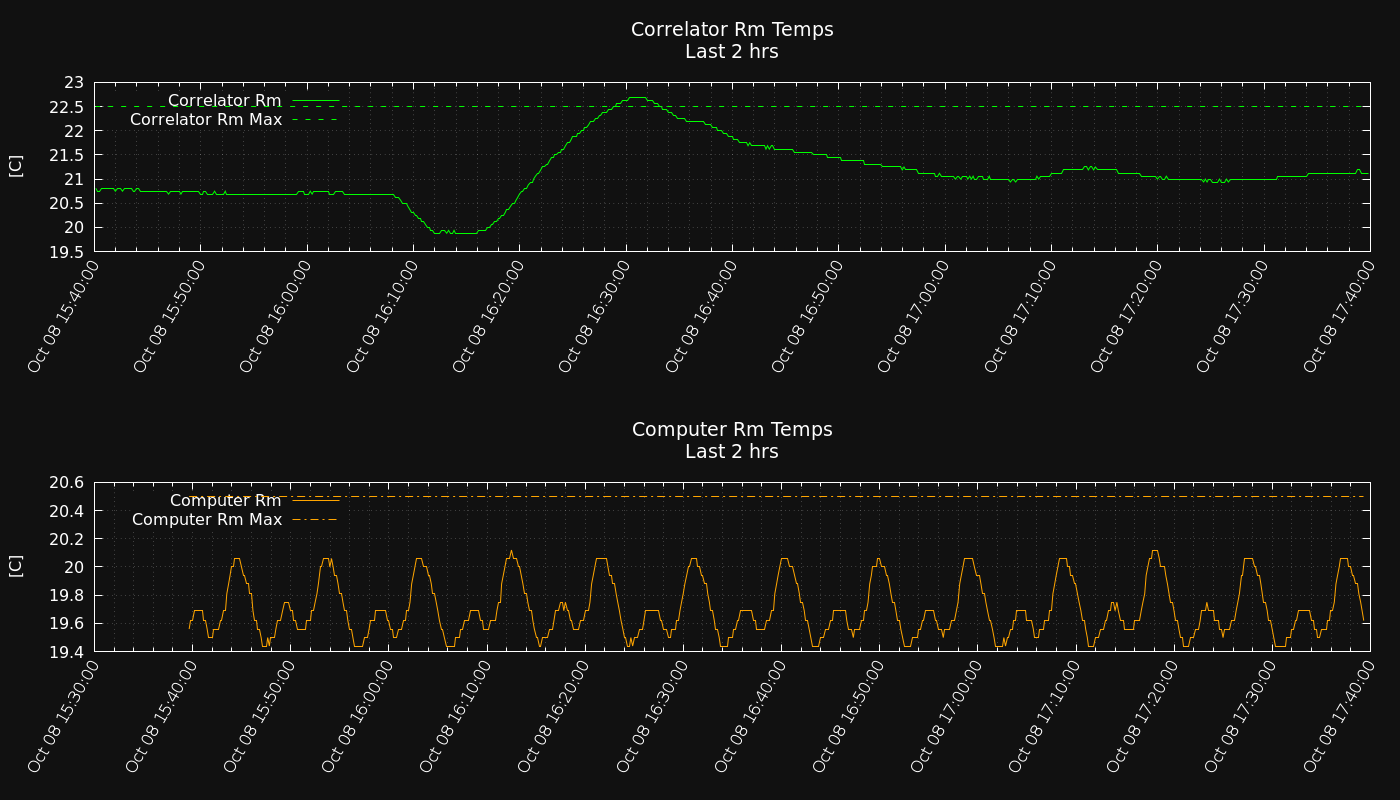 Correlator Rm Temps
Last 2 hrs
[C]
23
22.5
22
21.5
21
20.5
20
19.5
Correlator Rm
Correlator Rm Max
Oct 08 15:40:00
Oct 08 15:50:00
Oct 08 16:00:00
Oct 08 16:10:00
Oct 08 16:20:00
Oct 08 16:30:00
Oct 08 16:40:00
Oct 08 16:50:00
Oct 08 17:00:00
Oct 08 17:10:00
Oct 08 17:20:00
Oct 08 17:30:00
Oct 08 17:40:00
Computer Rm Temps
Last 2 hrs
[C]
20.6
20.4
20.2
20
19.8
19.6
19.4
Computer Rm
Computer Rm Max
Oct 08 15:30:00
Oct 08 15:40:00
Oct 08 15:50:00
Oct 08 16:00:00
Oct 08 16:10:00
Oct 08 16:20:00
Oct 08 16:30:00
Oct 08 16:40:00
Oct 08 16:50:00
Oct 08 17:00:00
Oct 08 17:10:00
Oct 08 17:20:00
Oct 08 17:30:00
Oct 08 17:40:00